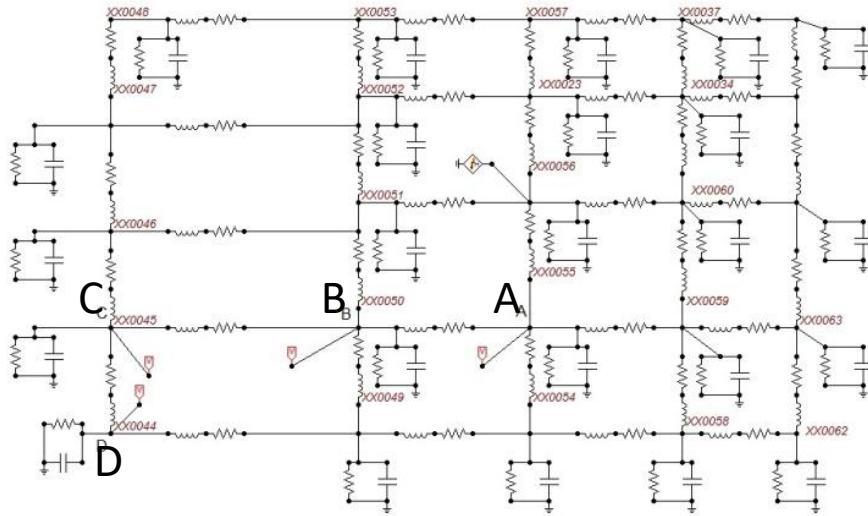 XX0048 XX0053 XX0057 XX0037
XX0047 XX0052 XX0023 XX0034
XX0056
XX0051 XX0060
XX0046
XX0055
C B XX0050 A XX0059
C XX0045 B A XX0063
V V V
V
XX0049 XX0054
XX0044 XX0058 XX0062
D
D